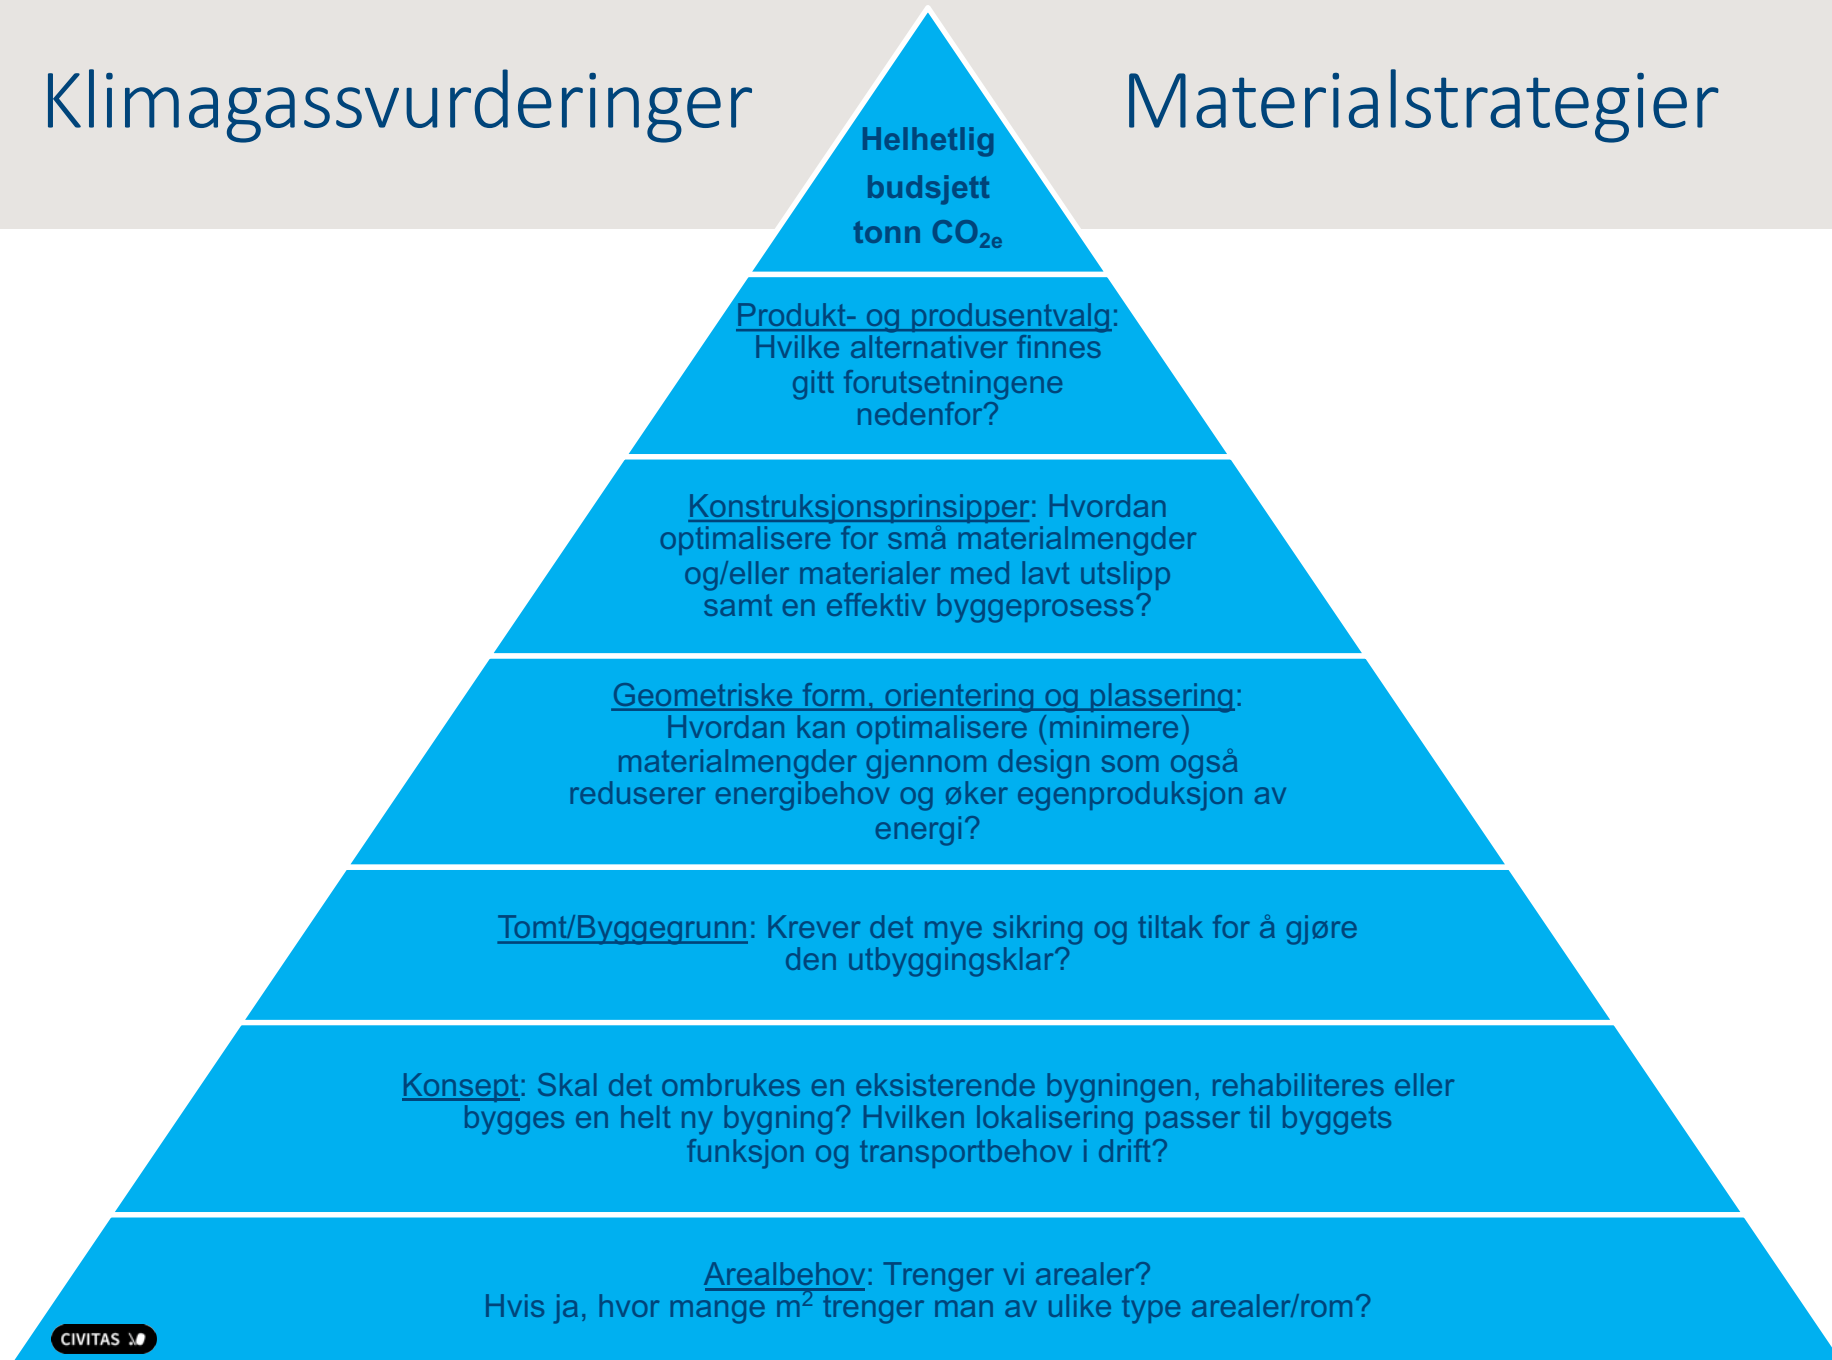 Klimagassvurderinger
Materialstrategier
Helhetlig
budsjett
tonn CO₂ₑ
Produkt- og produsentvalg:
Hvilke alternativer finnes
gitt forutsetningene
nedenfor?
Konstruksjonsprinsipper: Hvordan
optimalisere for små materialmengder
og/eller materialer med lavt utslipp
samt en effektiv byggeprosess?
Geometriske form, orientering og plassering:
Hvordan kan optimalisere (minimere)
materialmengder gjennom design som også
reduserer energibehov og øker egenproduksjon av
energi?
Tomt/Byggegrunn: Krever det mye sikring og tiltak for å gjøre
den utbyggingsklar?
Konsept: Skal det ombrukes en eksisterende bygningen, rehabiliteres eller
bygges en helt ny bygning? Hvilken lokalisering passer til byggets
funksjon og transportbehov i drift?
Arealbehov: Trenger vi arealer?
Hvis ja, hvor mange m² trenger man av ulike type arealer/rom?
CIVITAS